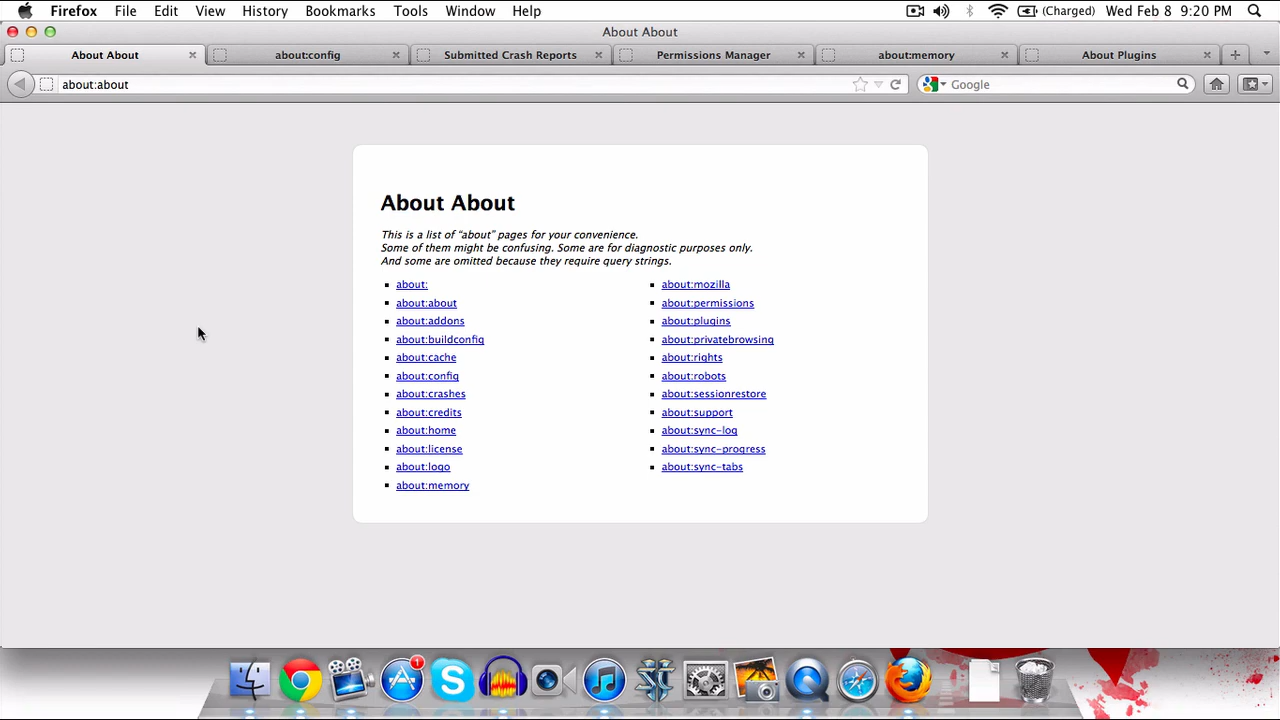 Firefox File Edit View History Bookmarks Tools Window Help (Charged) Wed Feb 8 9:20 PM
About About
About About about:config Submitted Crash Reports Permissions Manager about:memory About Plugins
about:about Google
About About
This is a list of “about” pages for your convenience.
Some of them might be confusing. Some are for diagnostic purposes only.
And some are omitted because they require query strings.
about:
about:about
about:addons
about:buildconfig
about:cache
about:config
about:crashes
about:credits
about:home
about:license
about:logo
about:memory
about:mozilla
about:permissions
about:plugins
about:privatebrowsing
about:rights
about:robots
about:sessionrestore
about:support
about:sync-log
about:sync-progress
about:sync-tabs
1